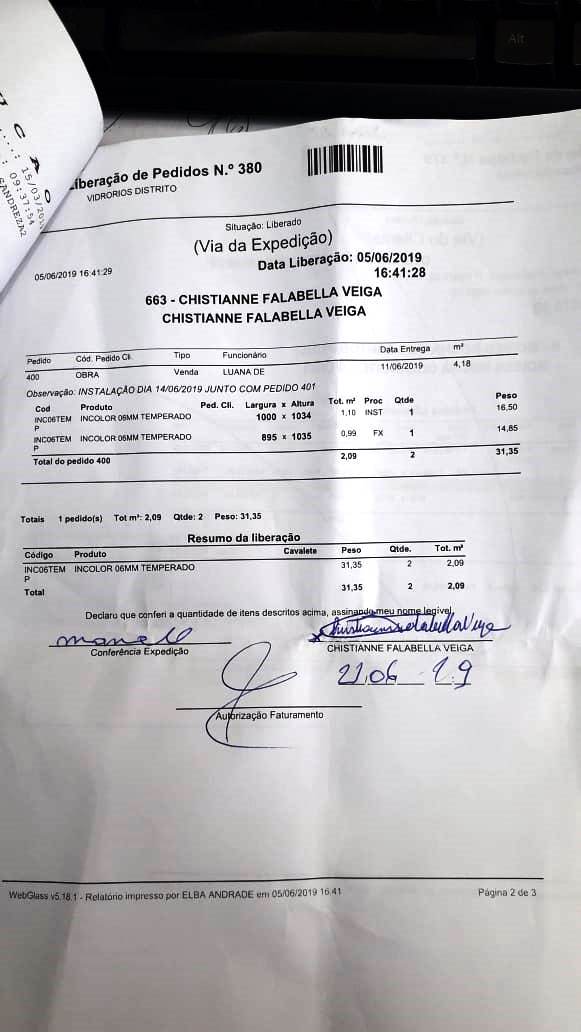 Alt
15/03/201
09:37:54
SANDREZA2
Liberação de Pedidos N.º 380
VIDRORIOS DISTRITO
Situação: Liberado
(Via da Expedição)
05/06/2019 16:41:29
Data Liberação: 05/06/2019
16:41:28
663 - CHISTIANNE FALABELLA VEIGA
CHISTIANNE FALABELLA VEIGA
Pedido Cód. Pedido Cli. Tipo Funcionário Data Entrega m²
400 OBRA Venda LUANA DE 11/06/2019 4,18
Observação: INSTALAÇÃO DIA 14/06/2019 JUNTO COM PEDIDO 401
Cod Produto Ped. Cli. Largura x Altura Tot. m² Proc Qtde Peso
INC06TEM INCOLOR 06MM TEMPERADO 1000 x 1034 1,10 INST 1 16,50
P
INC06TEM INCOLOR 06MM TEMPERADO 895 x 1035 0,99 FX 1 14,85
P
Total do pedido 400 2,09 2 31,35
Totais 1 pedido(s) Tot m²: 2,09 Qtde: 2 Peso: 31,35
Resumo da liberação
Código Produto Cavalete Peso Qtde. Tot. m²
INC06TEM INCOLOR 06MM TEMPERADO 31,35 2 2,09
P
Total 31,35 2 2,09
Declaru que conferi a quantidade de itens descritos acima, assinando meu nome legível.
Conferência Expedição
CHISTIANNE FALABELLA VEIGA
21.06 19
Autorização Faturamento
WebGlass v5.18.1 - Relatório impresso por ELBA ANDRADE em 05/06/2019 16:41
Página 2 de 3